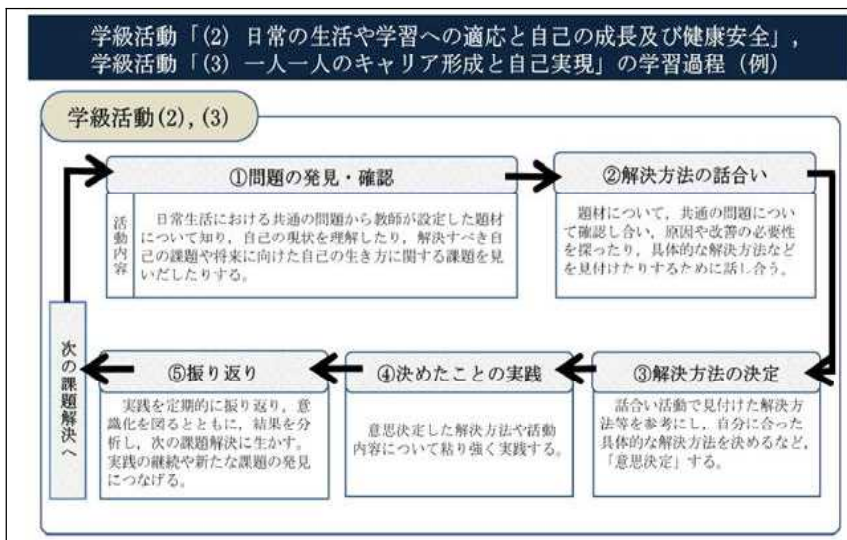 学級活動「(2) 日常の生活や学習への適応と自己の成長及び健康安全」，
学級活動「(3) 一人一人のキャリア形成と自己実現」の学習過程（例）
学級活動(2)，(3)
①問題の発見・確認
活動内容
日常生活における共通の問題から教師が設定した題材
について知り，自己の現状を理解したり，解決すべき自
己の課題や将来に向けた自己の生き方に関する課題を見
いだしたりする。
②解決方法の話合い
題材について，共通の問題につい
て確認し合い，原因や改善の必要性
を探ったり，具体的な解決方法など
を見付けたりするために話し合う。
③解決方法の決定
話合い活動で見付けた解決方
法等を参考にし，自分に合った
具体的な解決方法を決めるなど，
「意思決定」する。
④決めたことの実践
意思決定した解決方法や活動
内容について粘り強く実践する。
⑤振り返り
実践を定期的に振り返り，意
識化を図るとともに，結果を分
析し，次の課題解決に生かす。
実践の継続や新たな課題の発見
につなげる。
次の課題解決へ